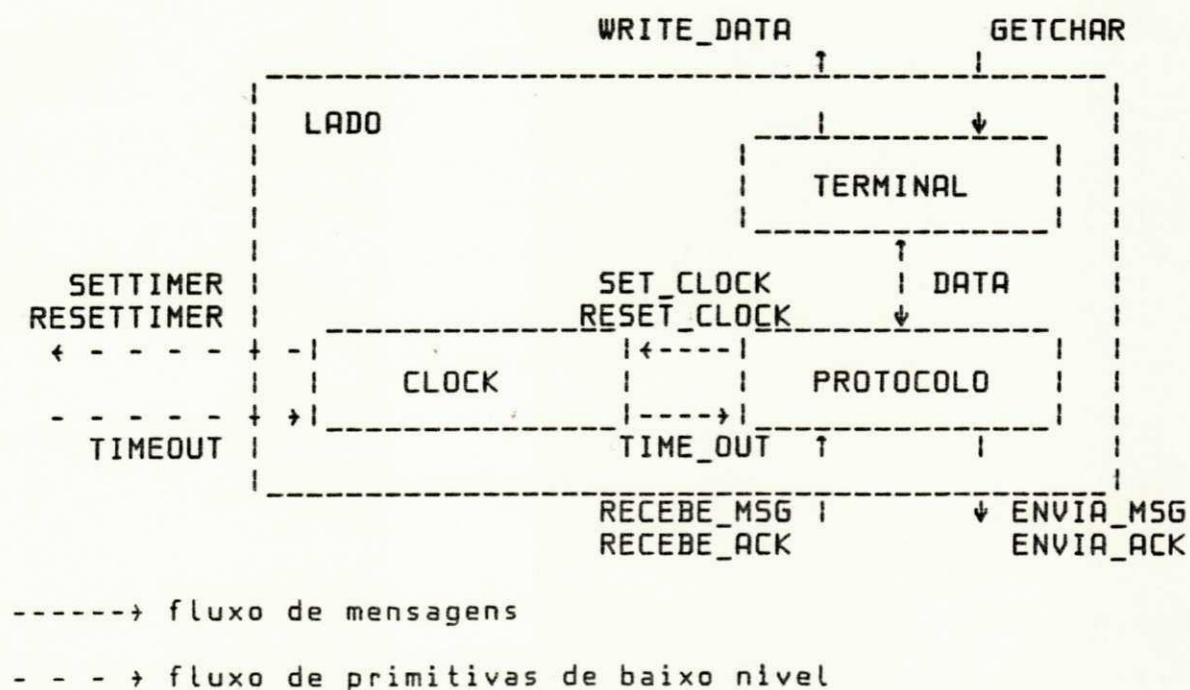 WRITE_DATA GETCHAR
LADO
TERMINAL
SETTIMER SET_CLOCK DATA
RESETTIMER RESET_CLOCK
CLOCK PROTOCOLO
TIMEOUT TIME_OUT
RECEBE_MSG ENVIA_MSG
RECEBE_ACK ENVIA_ACK
fluxo de mensagens
fluxo de primitivas de baixo nivel